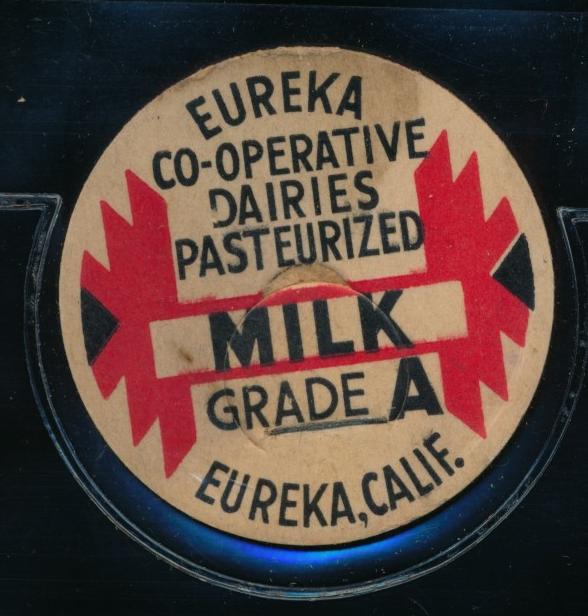 EUREKA
CO-OPERATIVE
DAIRIES
PASTEURIZED
MILK
GRADE A
EUREKA, CALIF.